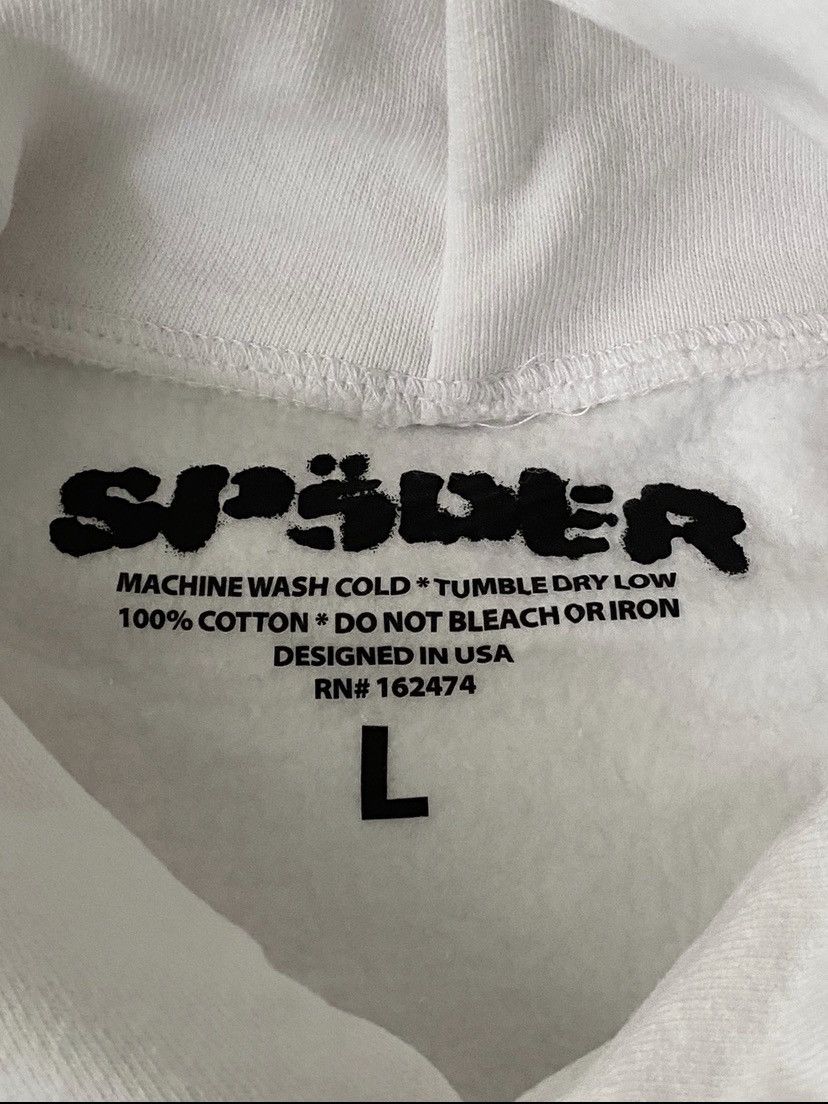 SP5DER
MACHINE WASH COLD * TUMBLE DRY LOW
100% COTTON * DO NOT BLEACH OR IRON
DESIGNED IN USA
RN# 162474
L